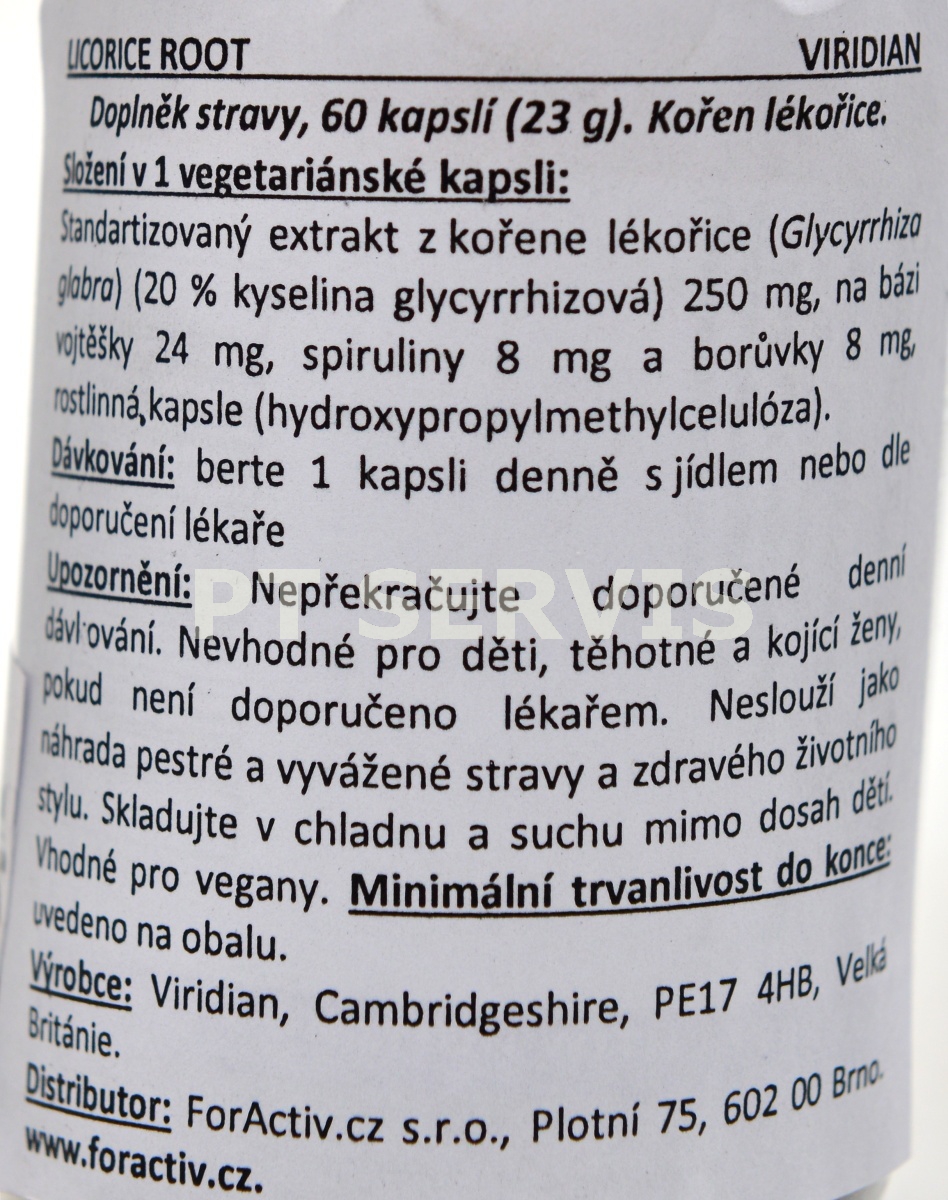 LICORICE ROOT VIRIDIAN
Doplněk stravy, 60 kapslí (23 g). Kořen lékořice.
Složení v 1 vegetariánské kapsli:
Standartizovaný extrakt z kořene lékořice (Glycyrrhiza
glabra) (20 % kyselina glycyrrhizová) 250 mg, na bázi
vojtěšky 24 mg, spiruliny 8 mg a borůvky 8 mg,
rostlinná kapsle (hydroxypropylmethylcelulóza).
Dávkování: berte 1 kapsli denně s jídlem nebo dle
doporučení lékaře
Upozornění: Nepřekračujte doporučené denní
dávkování. Nevhodné pro děti, těhotné a kojící ženy,
pokud není doporučeno lékařem. Neslouží jako
náhrada pestré a vyvážené stravy a zdravého životního
stylu. Skladujte v chladnu a suchu mimo dosah dětí.
Vhodné pro vegany. Minimální trvanlivost do konce:
uvedeno na obalu.
Výrobce: Viridian, Cambridgeshire, PE17 4HB, Velká
Británie.
Distributor: ForActiv.cz s.r.o., Plotní 75, 602 00 Brno.
www.foractiv.cz.
PT SERVIS